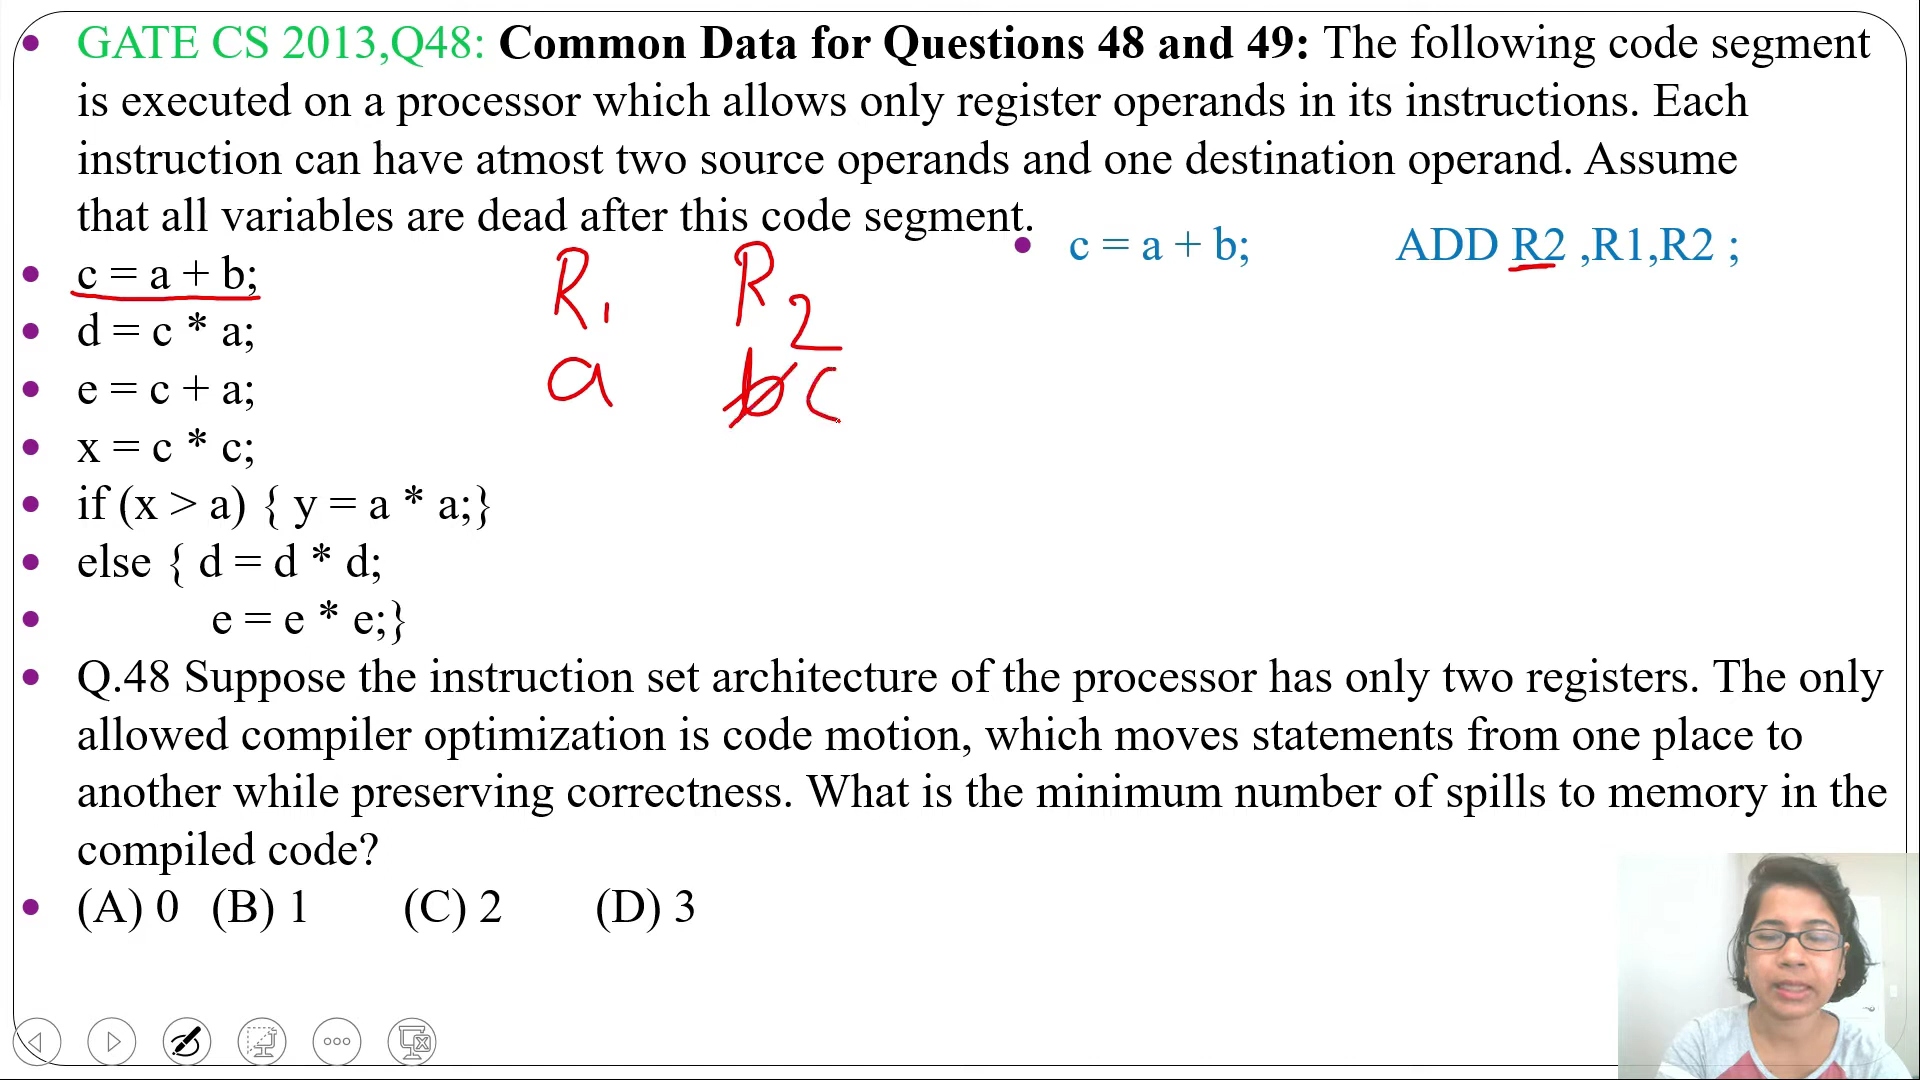 GATE CS 2013,Q48: Common Data for Questions 48 and 49: The following code segment
is executed on a processor which allows only register operands in its instructions. Each
instruction can have atmost two source operands and one destination operand. Assume
that all variables are dead after this code segment.
c = a + b;
d = c * a;
e = c + a;
x = c * c;
if (x > a) { y = a * a;}
else { d = d * d;
e = e * e;}
R1 R2
a b c
c = a + b; ADD R2 ,R1,R2 ;
Q.48 Suppose the instruction set architecture of the processor has only two registers. The only
allowed compiler optimization is code motion, which moves statements from one place to
another while preserving correctness. What is the minimum number of spills to memory in the
compiled code?
(A) 0 (B) 1 (C) 2 (D) 3